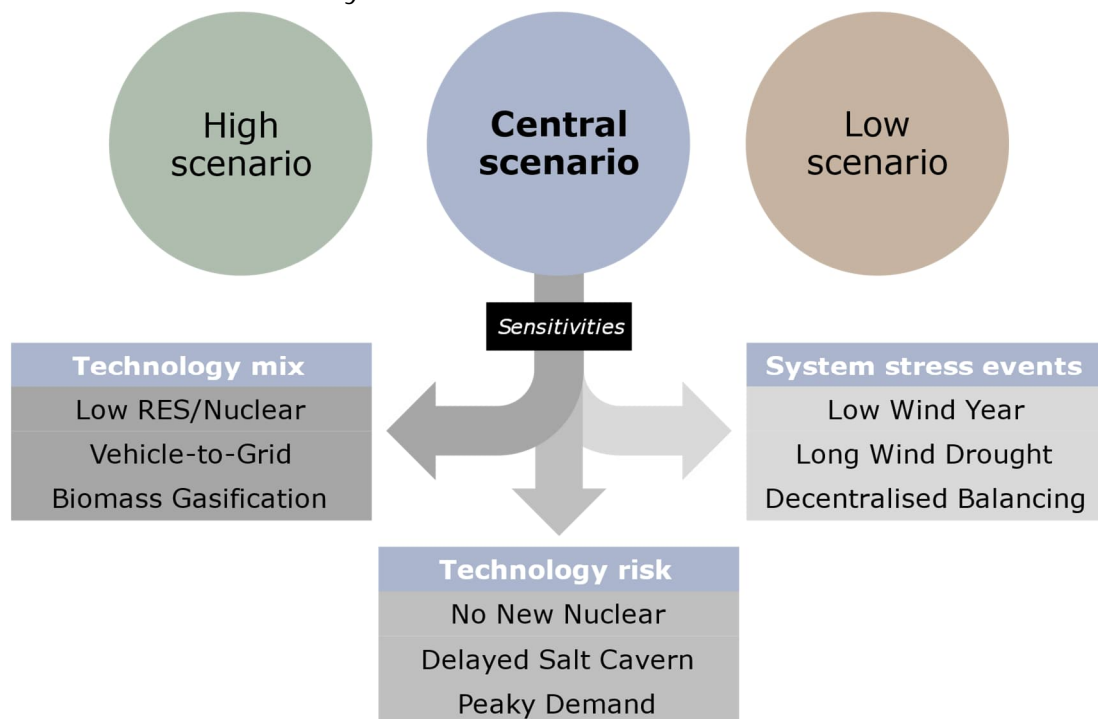 High
scenario
Central
scenario
Low
scenario
Sensitivities
Technology mix
Low RES/Nuclear
Vehicle-to-Grid
Biomass Gasification
System stress events
Low Wind Year
Long Wind Drought
Decentralised Balancing
Technology risk
No New Nuclear
Delayed Salt Cavern
Peaky Demand